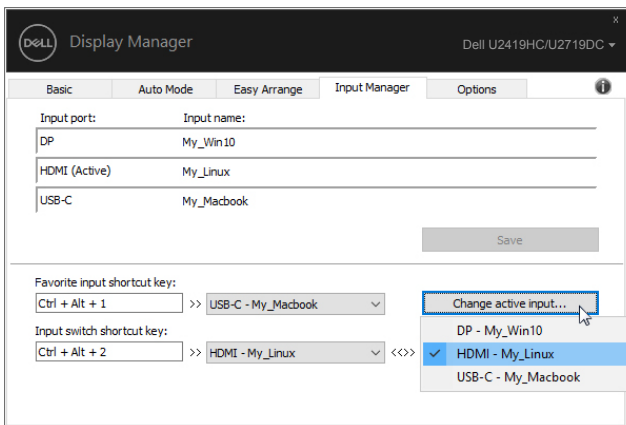 x
DELL Display Manager Dell U2419HC/U2719DC
Basic Auto Mode Easy Arrange Input Manager Options i
Input port: Input name:
DP My_Win10
HDMI (Active) My_Linux
USB-C My_Macbook
Save
Favorite input shortcut key:
Ctrl + Alt + 1 >> USB-C - My_Macbook Change active input...
Input switch shortcut key:
Ctrl + Alt + 2 >> HDMI - My_Linux <<>>
DP - My_Win10
HDMI - My_Linux
USB-C - My_Macbook